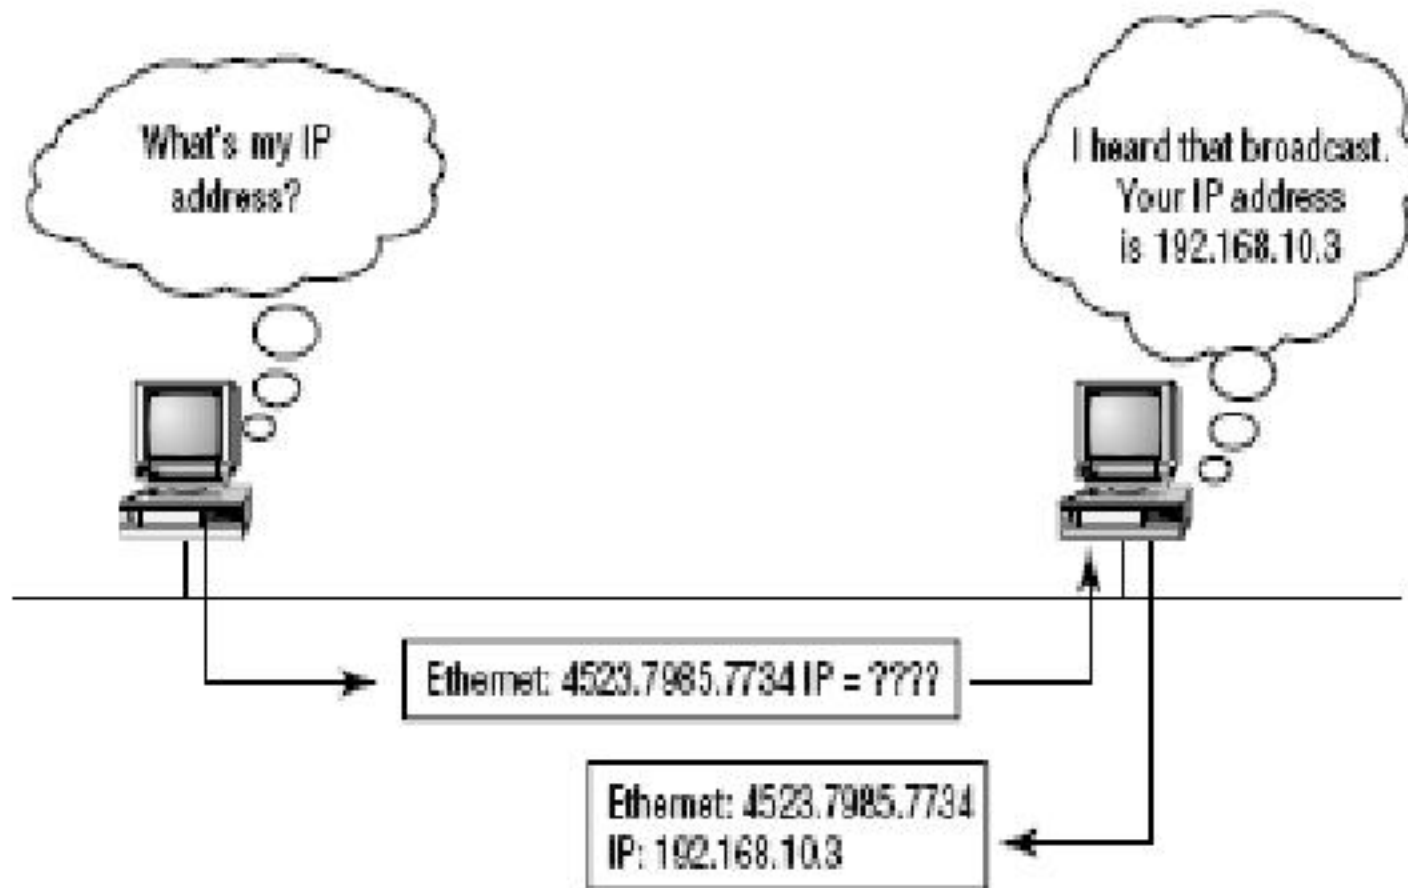 What's my IP
address?
I heard that broadcast.
Your IP address
is 192.168.10.3
Ethernet: 4523.7985.7734 IP = ????
Ethernet: 4523.7985.7734
IP: 192.168.10.3